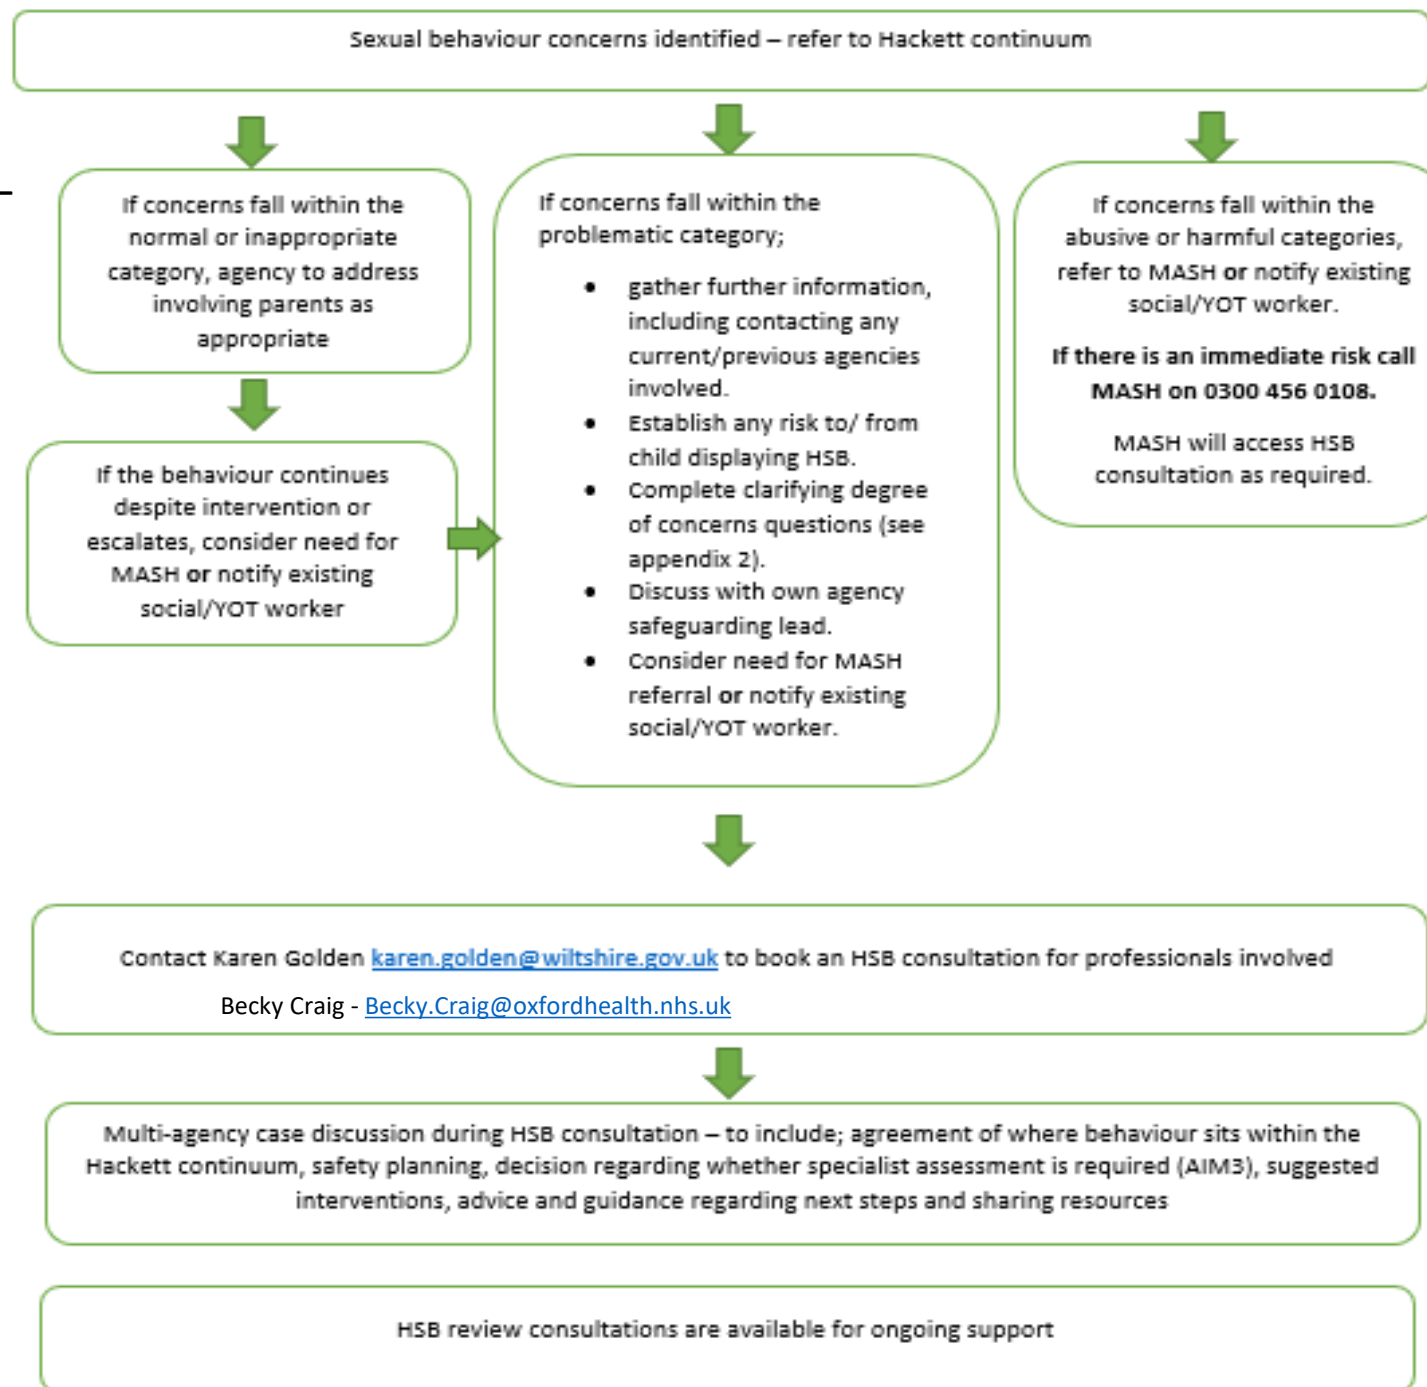 Sexual behaviour concerns identified – refer to Hackett continuum
If concerns fall within the
normal or inappropriate
category, agency to address
involving parents as
appropriate
If the behaviour continues
despite intervention or
escalates, consider need for
MASH or notify existing
social/YOT worker
If concerns fall within the
problematic category;
• gather further information,
including contacting any
current/previous agencies
involved.
• Establish any risk to/ from
child displaying HSB.
• Complete clarifying degree
of concerns questions (see
appendix 2).
• Discuss with own agency
safeguarding lead.
• Consider need for MASH
referral or notify existing
social/YOT worker.
If concerns fall within the
abusive or harmful categories,
refer to MASH or notify existing
social/YOT worker.
If there is an immediate risk call
MASH on 0300 456 0108.
MASH will access HSB
consultation as required.
Contact Karen Golden karen.golden@wiltshire.gov.uk to book an HSB consultation for professionals involved
Becky Craig - Becky.Craig@oxfordhealth.nhs.uk
Multi-agency case discussion during HSB consultation – to include; agreement of where behaviour sits within the
Hackett continuum, safety planning, decision regarding whether specialist assessment is required (AIM3), suggested
interventions, advice and guidance regarding next steps and sharing resources
HSB review consultations are available for ongoing support